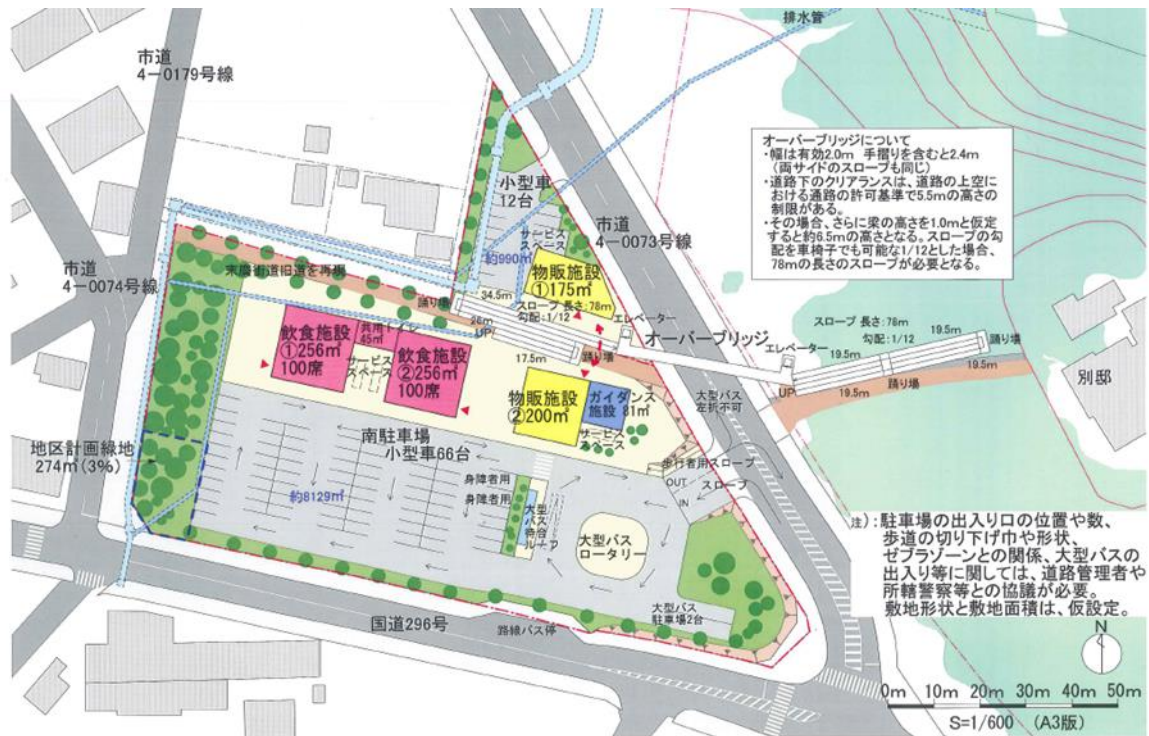 排水管
市道
4－0179号線
オーバーブリッジについて
・幅は有効2.0m 手摺りを含むと2.4m
（両サイドのスロープも同じ）
・道路下のクリアランスは、道路の上空に
おける通路の許可基準で5.5mの高さの
制限がある。
・その場合、さらに梁の高さを1.0mと仮定
すると約6.5mの高さとなる。スロープの勾
配を車椅子でも可能な1/12とした場合、
78mの長さのスロープが必要となる。
小型車
12台
市道
4－0073号線
サービス
スペース
約990㎡
市道
4－0074号線
末廣街道旧道を再現
物販施設
①175㎡
踊り場
34.5m
スロープ 長さ:78m
勾配:1/12
エレベーター
26m
UP
オーバーブリッジ
飲食施設
①256㎡
100席
共用トイレ
45㎡
サービス
スペース
飲食施設
②256㎡
100席
17.5m
踊り場
スロープ 長さ:78m
勾配:1/12
エレベーター
19.5m
19.5m
踊り場
19.5m
踊り場
19.5m
UP
別邸
物販施設
②200㎡
ガイダンス
施設 81㎡
サービス
スペース
大型バス
左折不可
南駐車場
小型車66台
地区計画緑地
274㎡(3%)
約8129㎡
歩行者用スロープ
OUT
スロープ
IN
身障者用
身障者用
大型
バス
待合
大型バス
ロータリー
大型バス
駐車場2台
国道296号
路線バス停
注）:駐車場の出入り口の位置や数、
歩道の切り下げ巾や形状、
ゼブラゾーンとの関係、大型バスの
出入り等に関しては、道路管理者や
所轄警察等との協議が必要。
敷地形状と敷地面積は、仮設定。
N
0m 10m 20m 30m 40m 50m
S=1/600 (A3版)